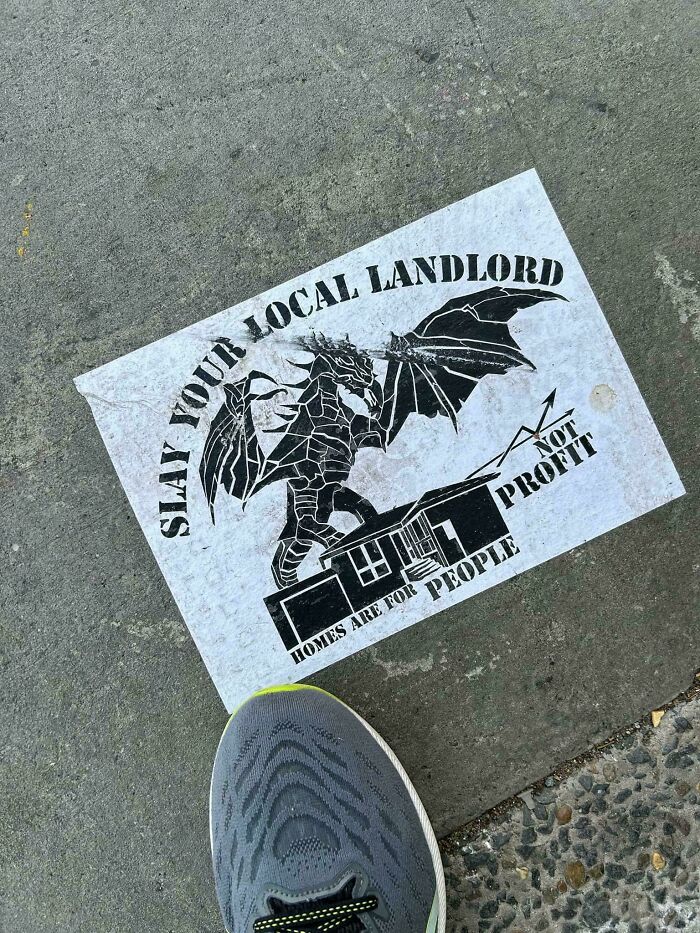 SLAY YOUR LOCAL LANDLORD
NOT
PROFIT
HOMES ARE FOR PEOPLE